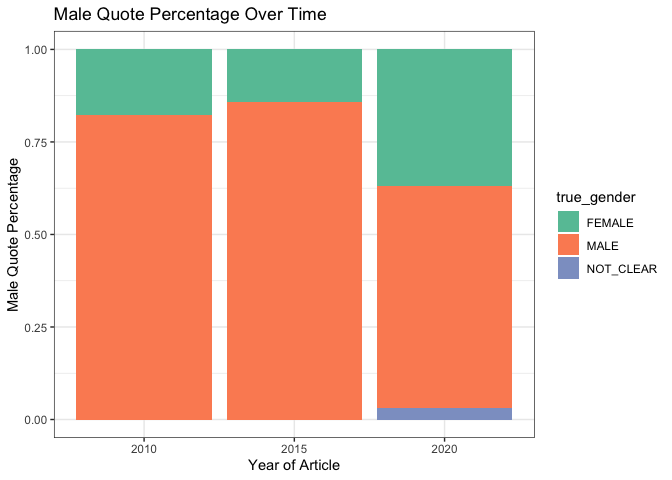 Male Quote Percentage Over Time
Male Quote Percentage
1.00
0.75
0.50
0.25
0.00
2010
2015
2020
Year of Article
true_gender
FEMALE
MALE
NOT_CLEAR